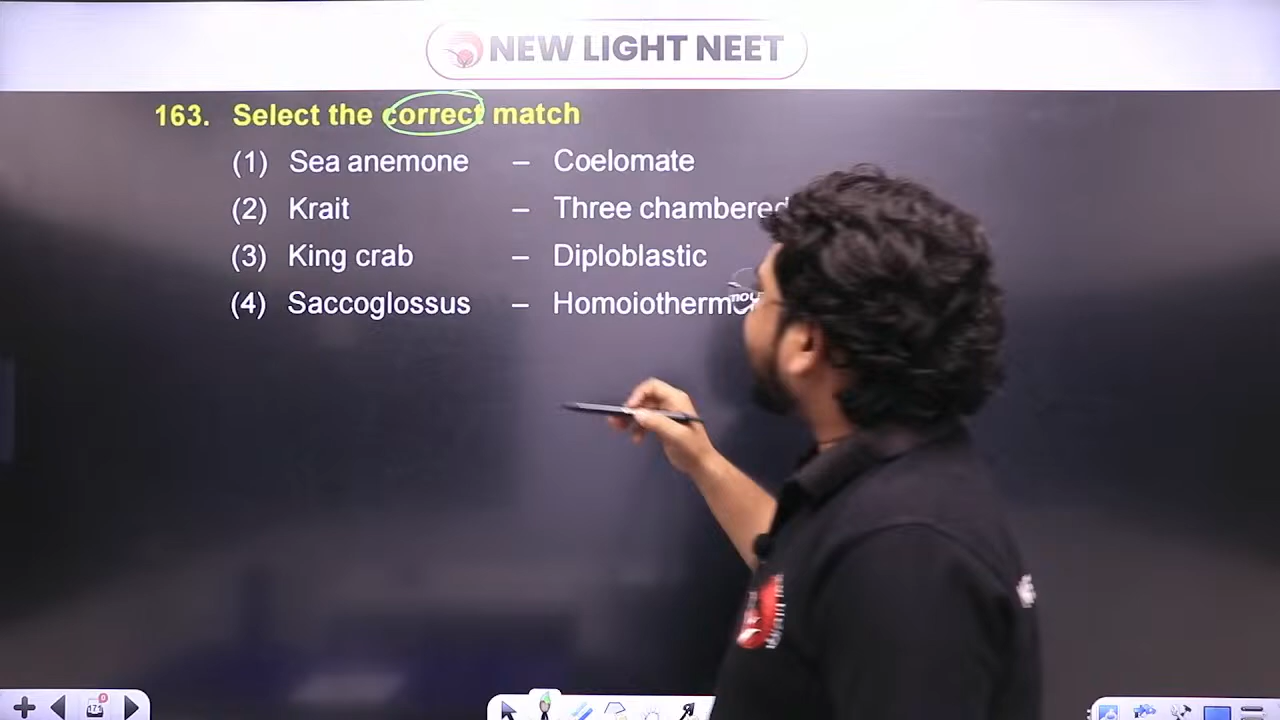 NEW LIGHT NEET
163. Select the correct match
(1) Sea anemone – Coelomate
(2) Krait – Three chambered
(3) King crab – Diploblastic
(4) Saccoglossus –